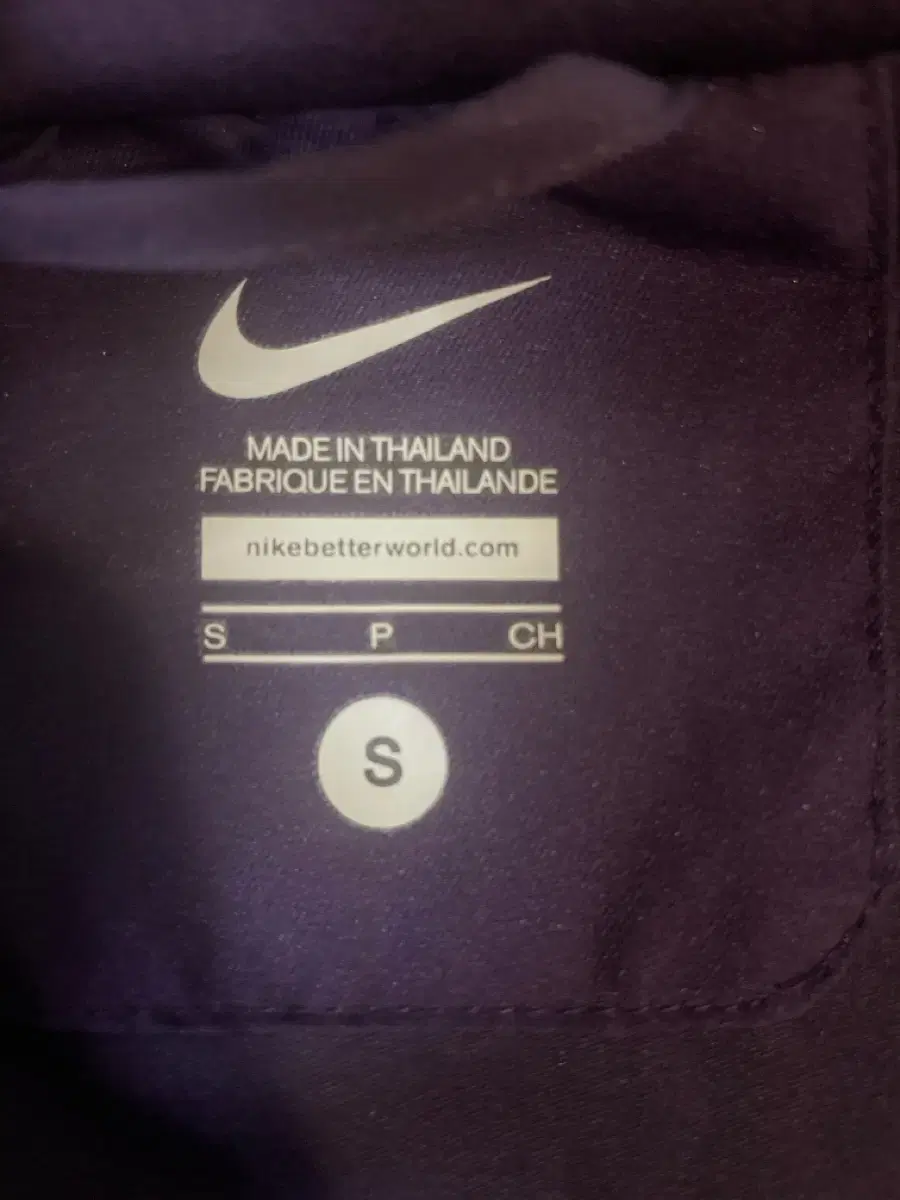 MADE IN THAILAND
FABRIQUE EN THAILANDE
nikebetterworld.com
S P CH
S